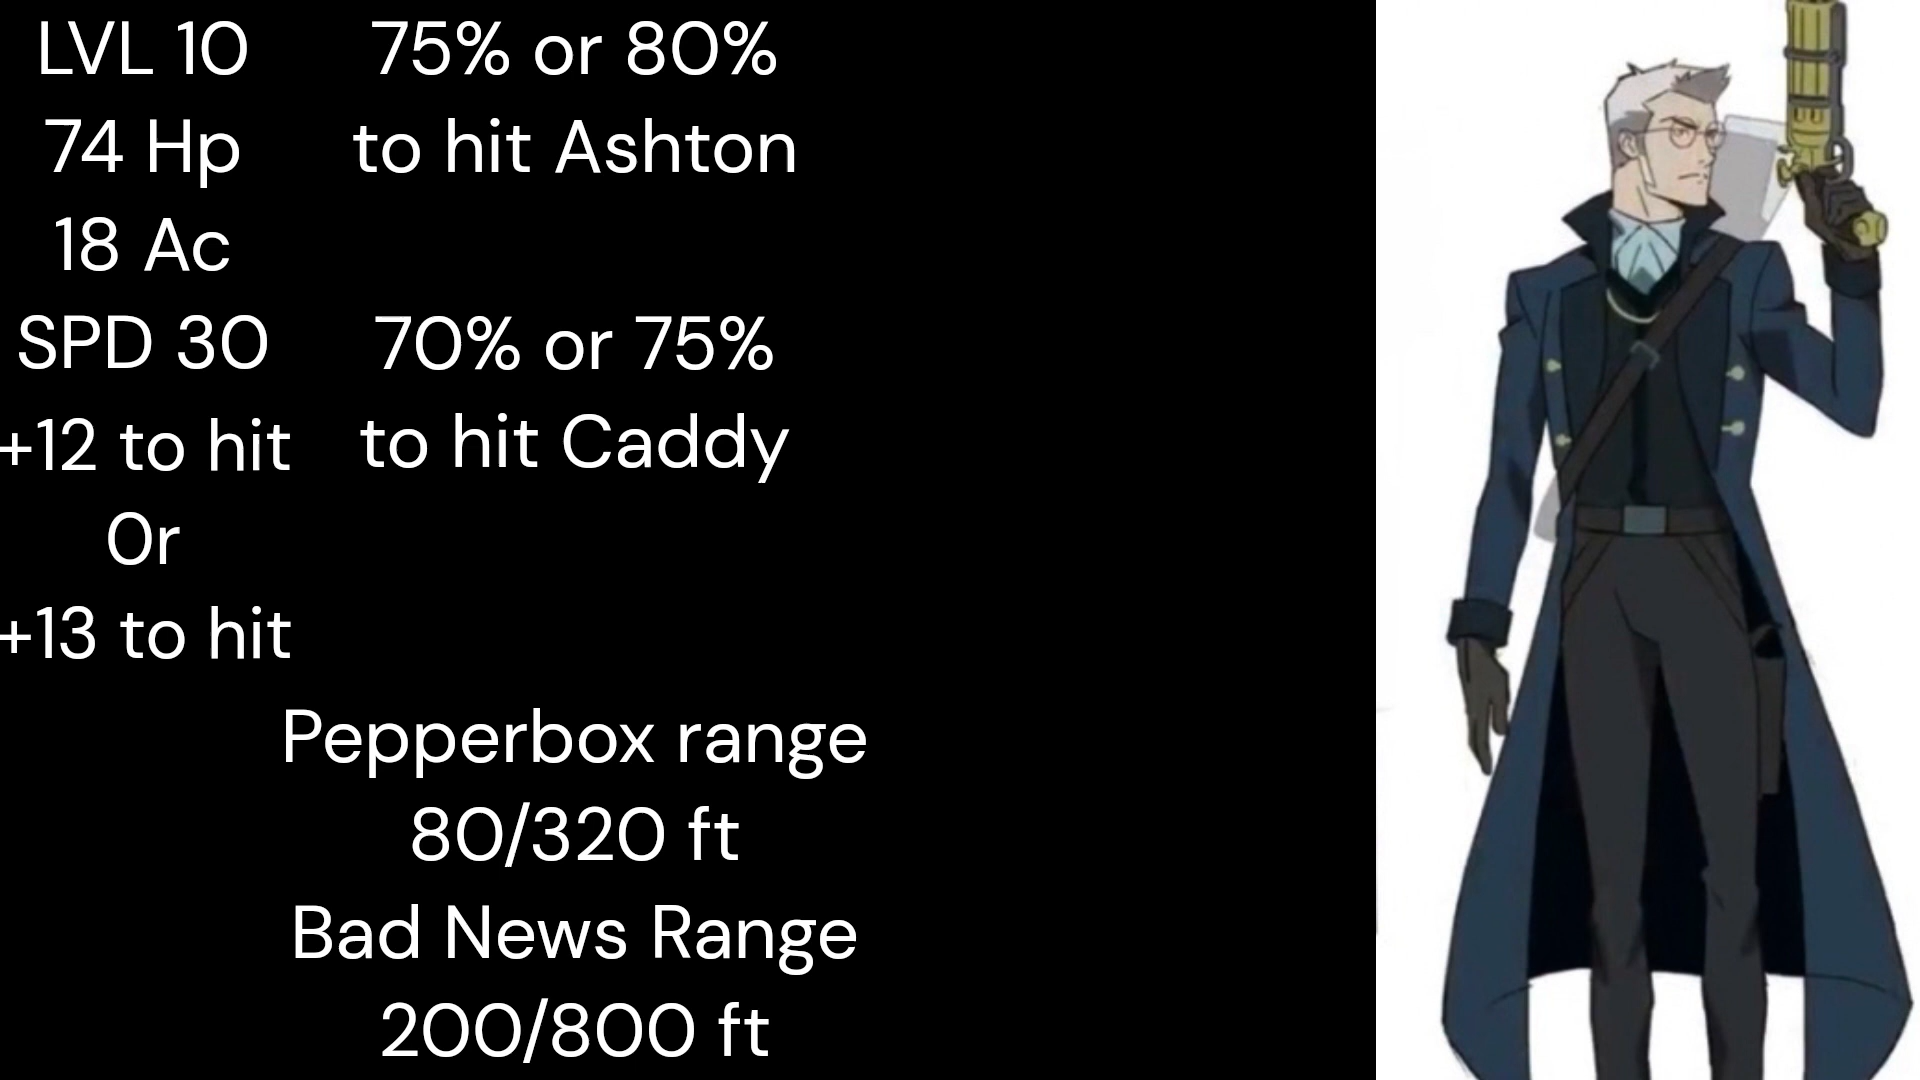 LVL 10
74 Hp
18 Ac
SPD 30
+12 to hit
0r
+13 to hit
75% or 80%
to hit Ashton
70% or 75%
to hit Caddy
Pepperbox range
80/320 ft
Bad News Range
200/800 ft